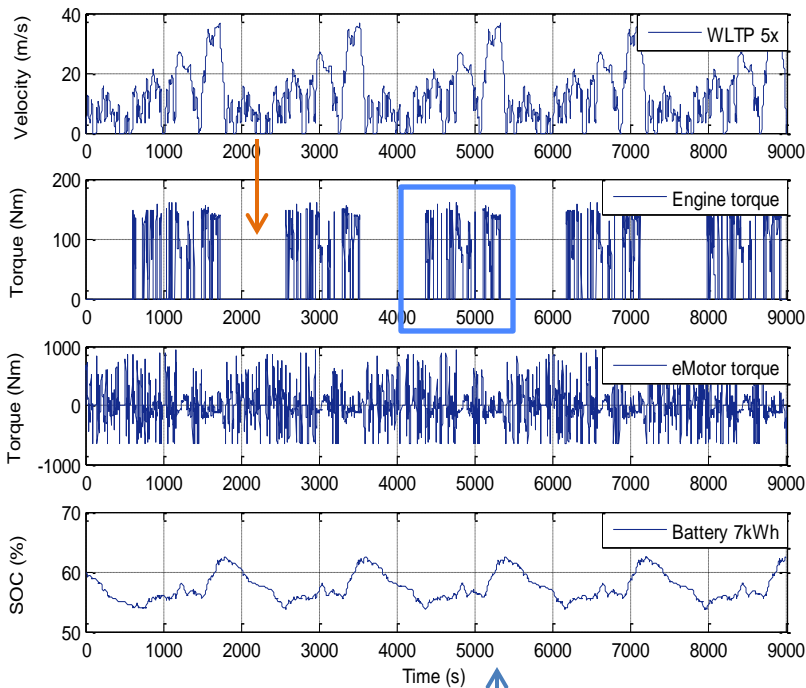 40
20
0
Velocity (m/s)
WLTP 5x
0 1000 2000 3000 4000 5000 6000 7000 8000 9000
200
100
0
Torque (Nm)
Engine torque
0 1000 2000 3000 4000 5000 6000 7000 8000 9000
1000
0
-1000
Torque (Nm)
eMotor torque
0 1000 2000 3000 4000 5000 6000 7000 8000 9000
70
60
50
SOC (%)
Battery 7kWh
0 1000 2000 3000 4000 5000 6000 7000 8000 9000
Time (s)